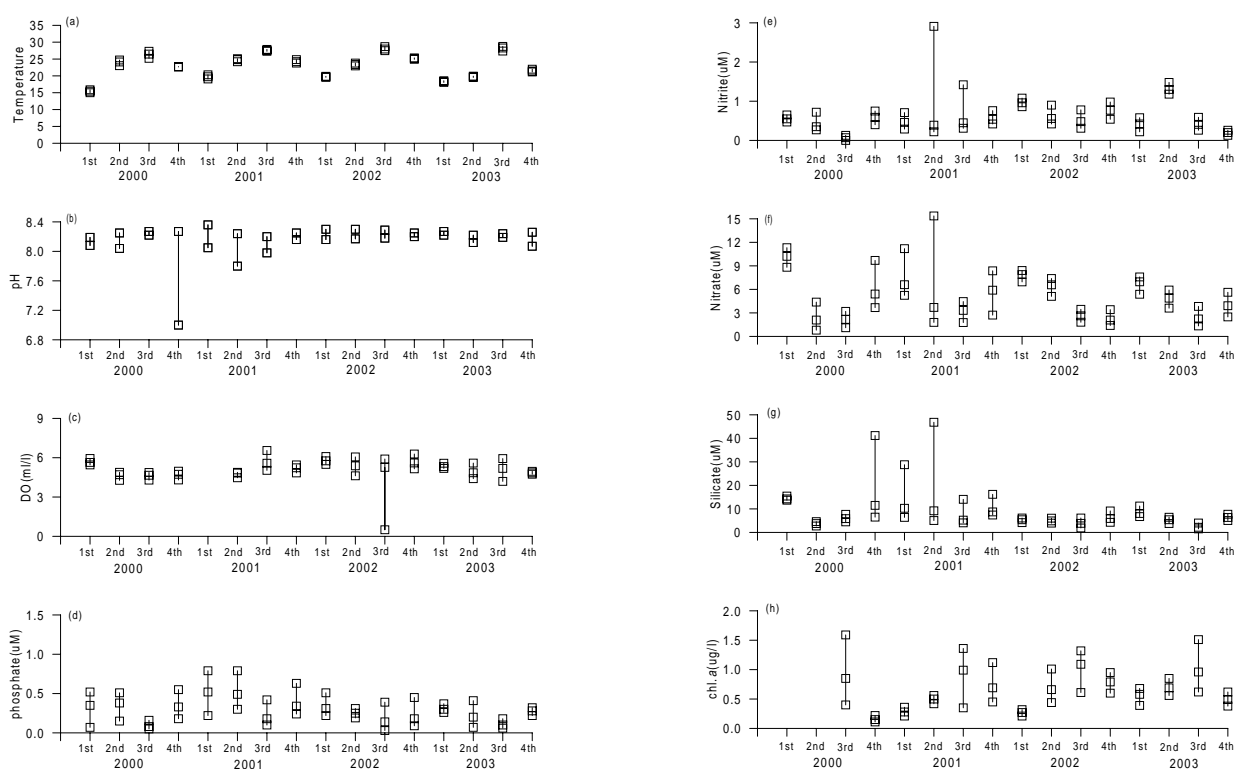 (a)
Temperature
35
30
25
20
15
10
5
0
1st 2nd 3rd 4th 1st 2nd 3rd 4th 1st 2nd 3rd 4th 1st 2nd 3rd 4th
2000 2001 2002 2003
(b)
pH
8.4
8.0
7.6
7.2
6.8
1st 2nd 3rd 4th 1st 2nd 3rd 4th 1st 2nd 3rd 4th 1st 2nd 3rd 4th
2000 2001 2002 2003
(c)
DO(ml/l)
9
6
3
0
1st 2nd 3rd 4th 1st 2nd 3rd 4th 1st 2nd 3rd 4th 1st 2nd 3rd 4th
2000 2001 2002 2003
(d)
phosphate(uM)
1.5
1.0
0.5
0.0
1st 2nd 3rd 4th 1st 2nd 3rd 4th 1st 2nd 3rd 4th 1st 2nd 3rd 4th
2000 2001 2002 2003
(e)
Nitrite(uM)
3
2
1
0
1st 2nd 3rd 4th 1st 2nd 3rd 4th 1st 2nd 3rd 4th 1st 2nd 3rd 4th
2000 2001 2002 2003
(f)
Nitrate(uM)
15
12
9
6
3
0
1st 2nd 3rd 4th 1st 2nd 3rd 4th 1st 2nd 3rd 4th 1st 2nd 3rd 4th
2000 2001 2002 2003
(g)
Silicate(uM)
50
40
30
20
10
0
1st 2nd 3rd 4th 1st 2nd 3rd 4th 1st 2nd 3rd 4th 1st 2nd 3rd 4th
2000 2001 2002 2003
(h)
chl.a(ug/l)
2.0
1.5
1.0
0.5
0.0
1st 2nd 3rd 4th 1st 2nd 3rd 4th 1st 2nd 3rd 4th 1st 2nd 3rd 4th
2000 2001 2002 2003